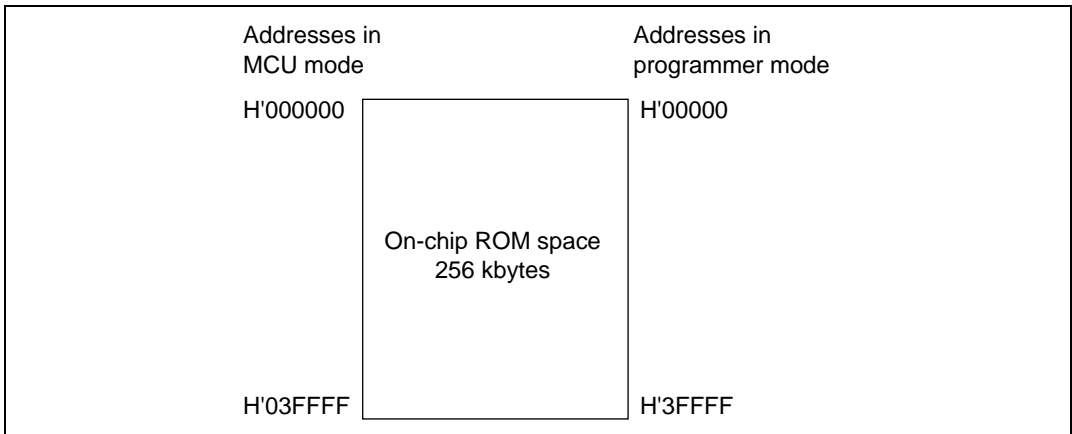 Addresses in
MCU mode
Addresses in
programmer mode
H'000000
H'00000
On-chip ROM space
256 kbytes
H'03FFFF
H'3FFFF